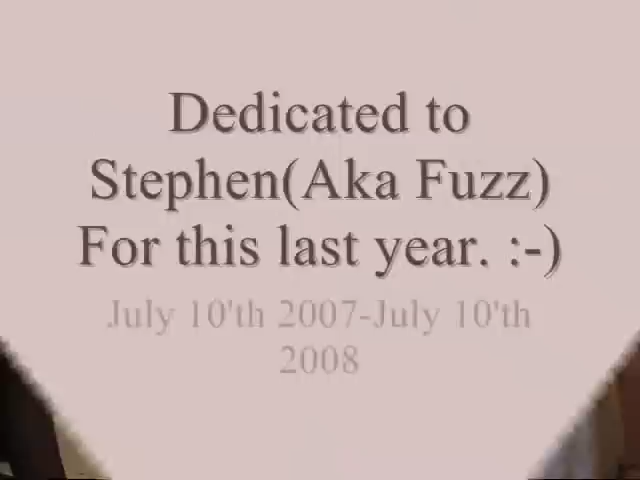 Dedicated to
Stephen(Aka Fuzz)
For this last year. :-)
July 10'th 2007-July 10'th
2008